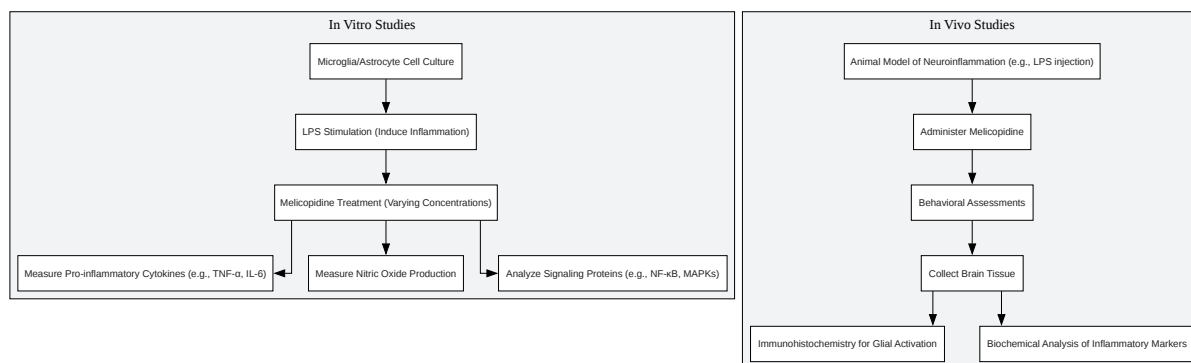 In Vitro Studies
Microglia/Astrocyte Cell Culture
LPS Stimulation (Induce Inflammation)
Melicopidine Treatment (Varying Concentrations)
Measure Pro-inflammatory Cytokines (e.g., TNF-α, IL-6)
Measure Nitric Oxide Production
Analyze Signaling Proteins (e.g., NF-κB, MAPKs)
In Vivo Studies
Animal Model of Neuroinflammation (e.g., LPS injection)
Administer Melicopidine
Behavioral Assessments
Collect Brain Tissue
Immunohistochemistry for Glial Activation
Biochemical Analysis of Inflammatory Markers